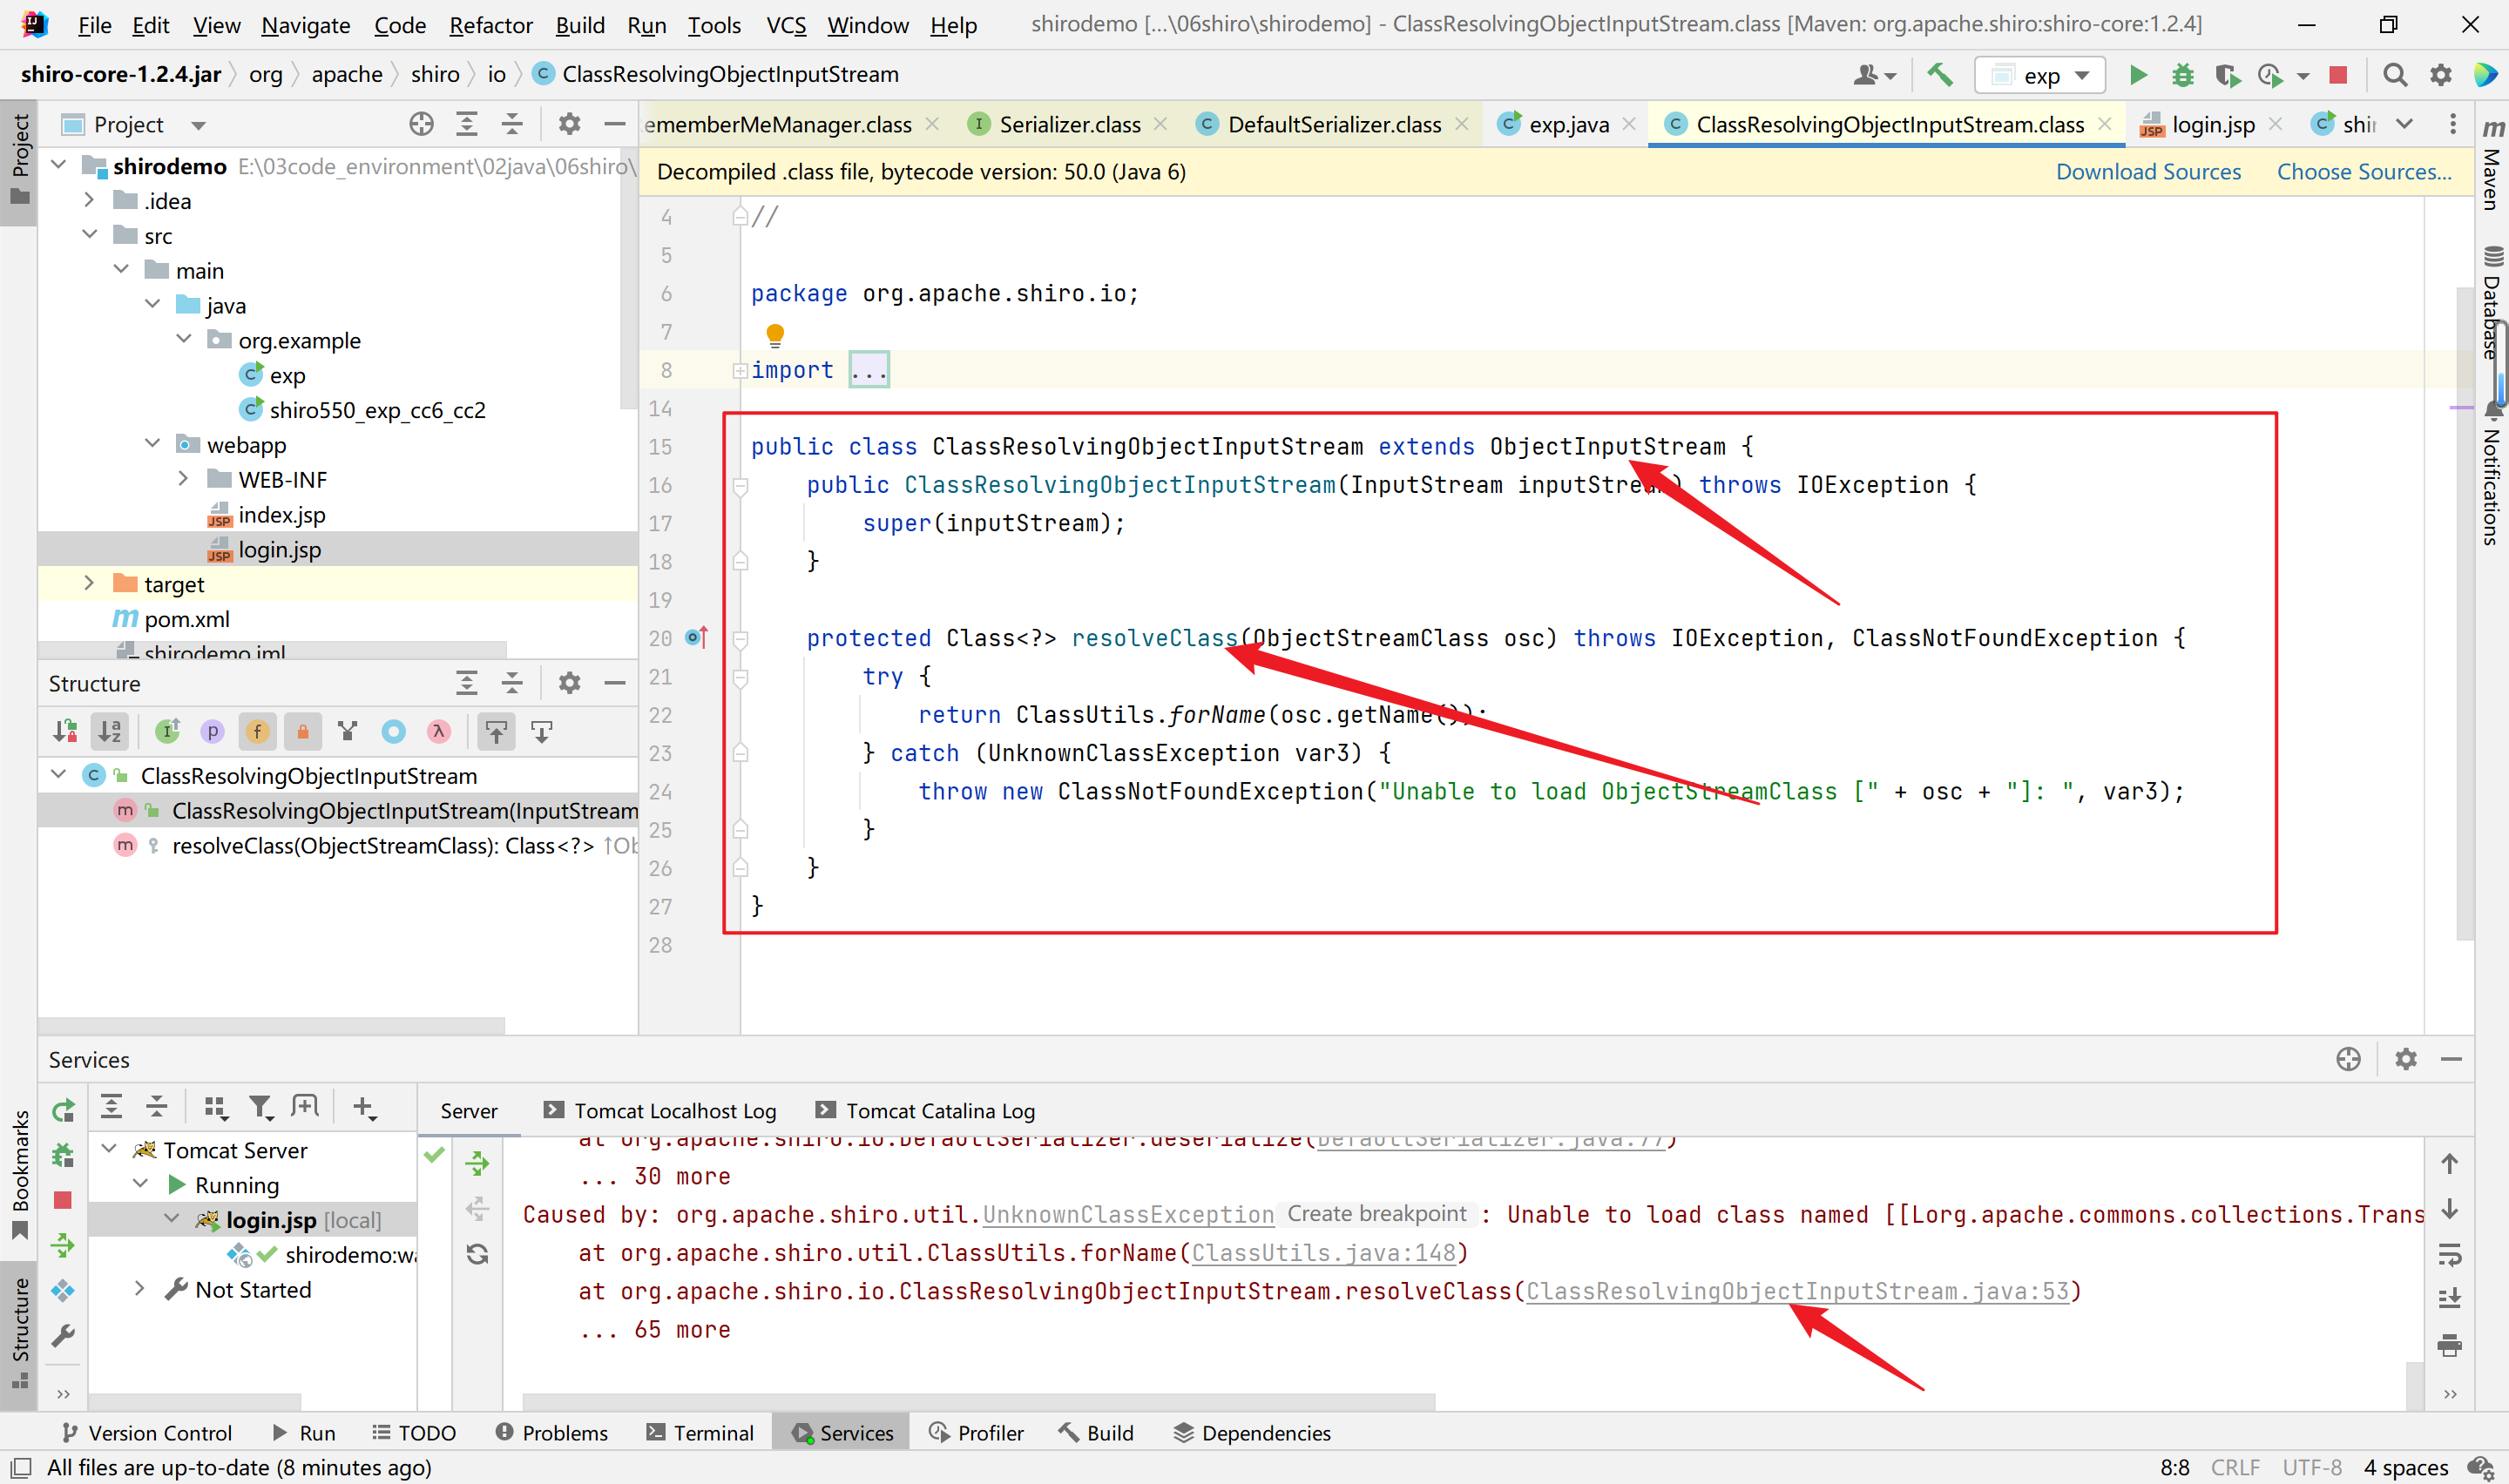 File Edit View Navigate Code Refactor Build Run Tools VCS Window Help shirodemo [...\06shiro\shirodemo] - ClassResolvingObjectInputStream.class [Maven: org.apache.shiro:shiro-core:1.2.4]
shiro-core-1.2.4.jar org apache shiro io ClassResolvingObjectInputStream exp
Project
ememberMeManager.class Serializer.class DefaultSerializer.class exp.java ClassResolvingObjectInputStream.class login.jsp shi
shirodemo E:\03code_environment\02java\06shiro\
.idea
src
main
java
org.example
exp
shiro550_exp_cc6_cc2
webapp
WEB-INF
index.jsp
login.jsp
target
pom.xml
shirodemo.iml
Decompiled .class file, bytecode version: 50.0 (Java 6) Download Sources Choose Sources...
4 //
5
6 package org.apache.shiro.io;
7
8 import ...
14
15 public class ClassResolvingObjectInputStream extends ObjectInputStream {
16 public ClassResolvingObjectInputStream(InputStream inputStream) throws IOException {
17 super(inputStream);
18 }
19
20 protected Class<?> resolveClass(ObjectStreamClass osc) throws IOException, ClassNotFoundException {
21 try {
22 return ClassUtils.forName(osc.getName());
23 } catch (UnknownClassException var3) {
24 throw new ClassNotFoundException("Unable to load ObjectStreamClass [" + osc + "]: ", var3);
25 }
26 }
27 }
28
Structure
ClassResolvingObjectInputStream
ClassResolvingObjectInputStream(InputStream
resolveClass(ObjectStreamClass): Class<?> ↑Ob
Project
Bookmarks
Structure
Maven
Database
Notifications
Services
Server Tomcat Localhost Log Tomcat Catalina Log
Tomcat Server
Running
login.jsp [local]
shirodemo:wa
Not Started
at org.apache.shiro.io.DefaultSerializer.deserialize(DefaultSerializer.java:77)
... 30 more
Caused by: org.apache.shiro.util.UnknownClassException Create breakpoint : Unable to load class named [[Lorg.apache.commons.collections.Trans
at org.apache.shiro.util.ClassUtils.forName(ClassUtils.java:148)
at org.apache.shiro.io.ClassResolvingObjectInputStream.resolveClass(ClassResolvingObjectInputStream.java:53)
... 65 more
Version Control Run TODO Problems Terminal Services Profiler Build Dependencies
All files are up-to-date (8 minutes ago) 8:8 CRLF UTF-8 4 spaces